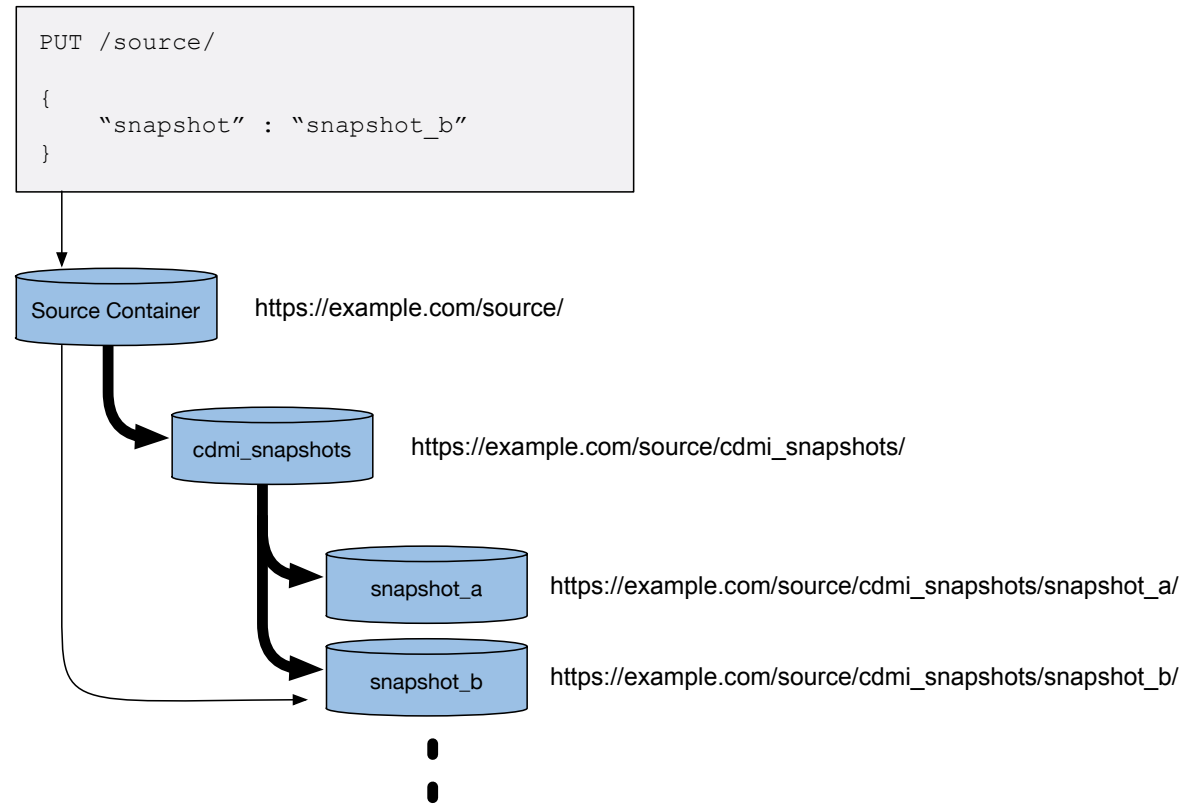 PUT /source/
{
“snapshot” : “snapshot_b”
}
Source Container
https://example.com/source/
cdmi_snapshots
https://example.com/source/cdmi_snapshots/
snapshot_a
https://example.com/source/cdmi_snapshots/snapshot_a/
snapshot_b
https://example.com/source/cdmi_snapshots/snapshot_b/